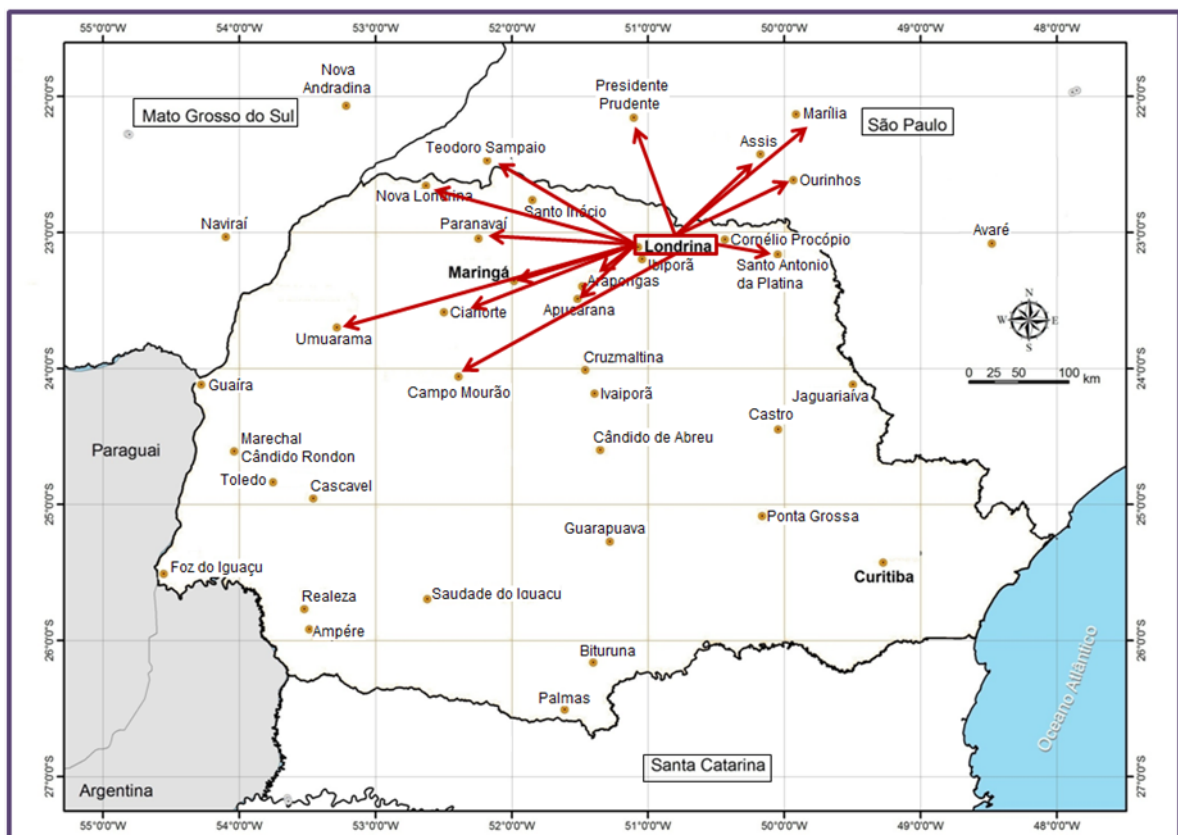 55°0'0"W 54°0'0"W 53°0'0"W 52°0'0"W 51°0'0"W 50°0'0"W 49°0'0"W 48°0'0"W
22°0'0"S
22°0'0"S
Nova
Andradina
Mato Grosso do Sul
Presidente
Prudente
Marília
São Paulo
Assis
Teodoro Sampaio
Ourinhos
Nova Londrina
Santo Inácio
Naviraí
Paranavaí
Avaré
23°0'0"S
23°0'0"S
Londrina
Cornélio Procópio
Ibiporã
Santo Antonio
da Platina
Maringá
Arapongas
Apucarana
Cianorte
Umuarama
N
W E
S
24°0'0"S
24°0'0"S
Cruzmaltina
0 25 50 100 km
Guaíra
Campo Mourão
Ivaiporã
Jaguariaíva
Castro
Cândido de Abreu
Marechal
Cândido Rondon
Paraguai
Toledo
Cascavel
25°0'0"S
25°0'0"S
Ponta Grossa
Guarapuava
Foz do Iguaçu
Curitiba
Realeza
Saudade do Iguacu
Ampére
26°0'0"S
26°0'0"S
Bituruna
Palmas
Oceano Atlântico
Santa Catarina
27°0'0"S
27°0'0"S
Argentina
55°0'0"W 54°0'0"W 53°0'0"W 52°0'0"W 51°0'0"W 50°0'0"W 49°0'0"W 48°0'0"W